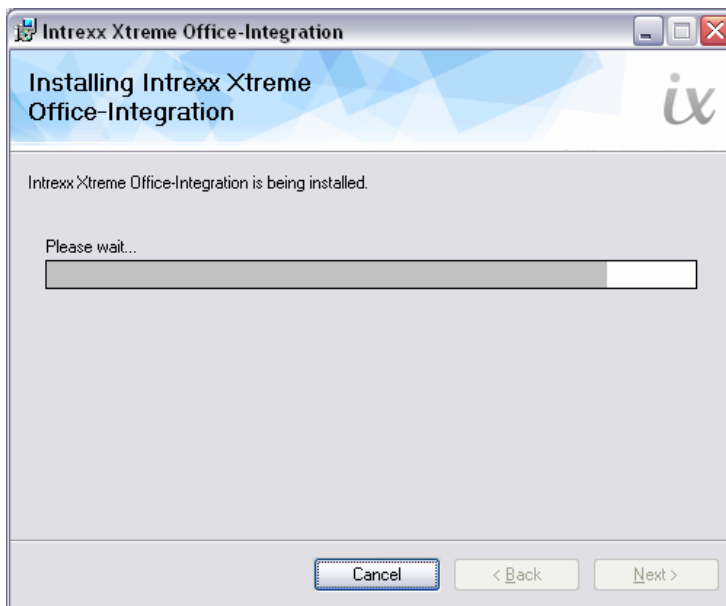 Intrexx Xtreme Office-Integration
Installing Intrexx Xtreme
Office-Integration
ix
Intrexx Xtreme Office-Integration is being installed.
Please wait...
Cancel
< Back
Next >